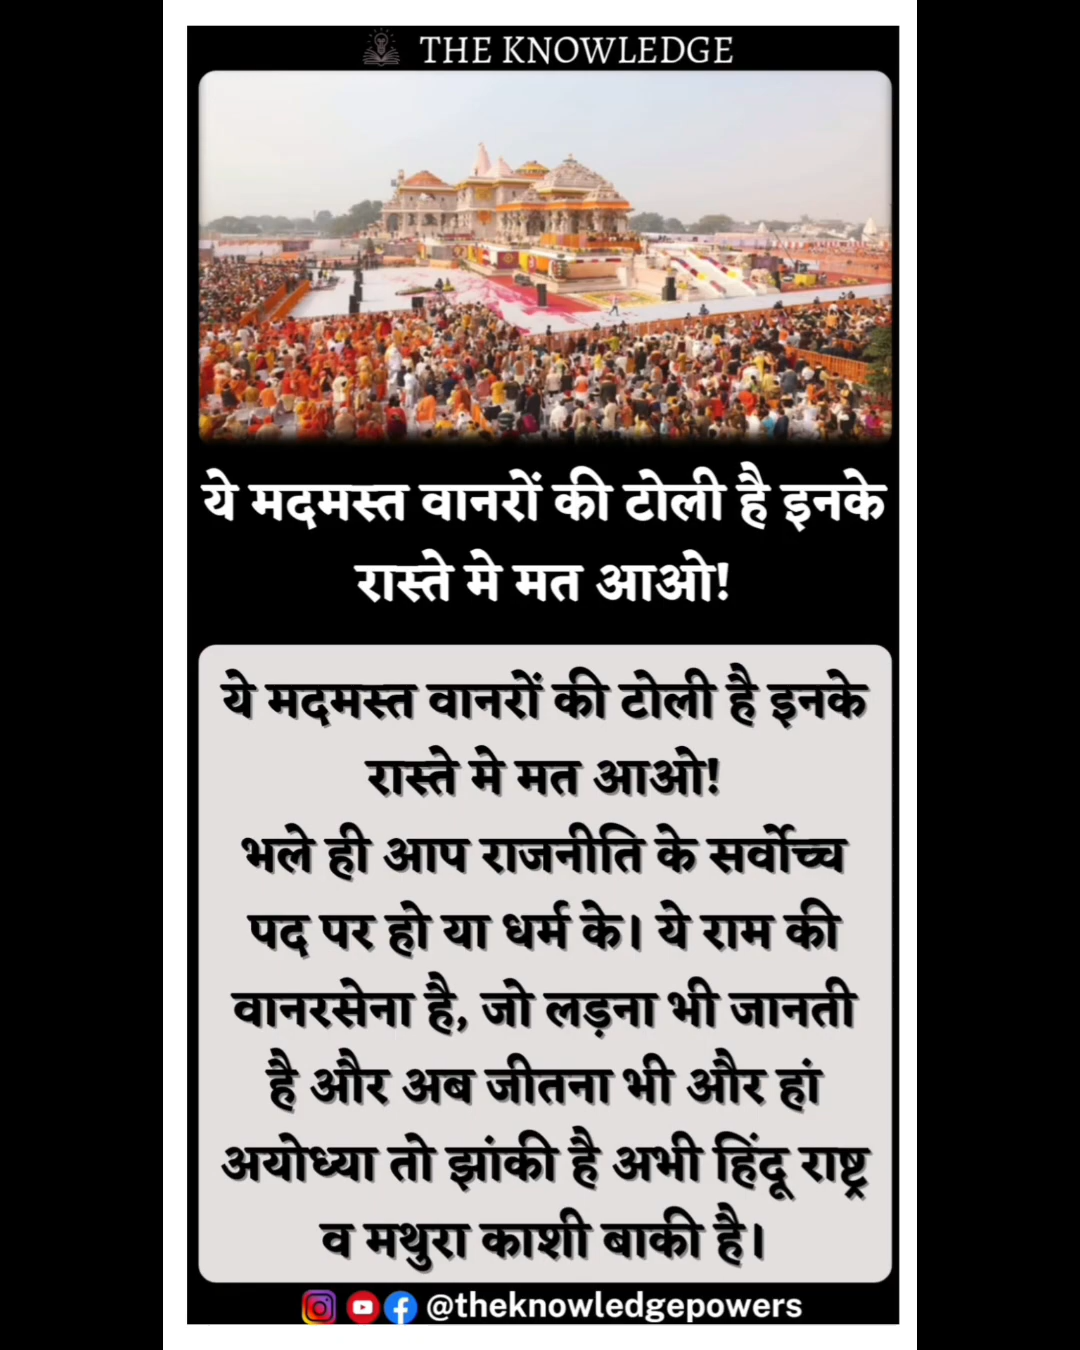 THE KNOWLEDGE
ये मदमस्त वानरों की टोली है इनके
रास्ते मे मत आओ!
ये मदमस्त वानरों की टोली है इनके
रास्ते मे मत आओ!
भले ही आप राजनीति के सर्वोच्च
पद पर हो या धर्म के। ये राम की
वानरसेना है, जो लड़ना भी जानती
है और अब जीतना भी और हां
अयोध्या तो झांकी है अभी हिंदू राष्ट्र
व मथुरा काशी बाकी है।
@theknowledgepowers